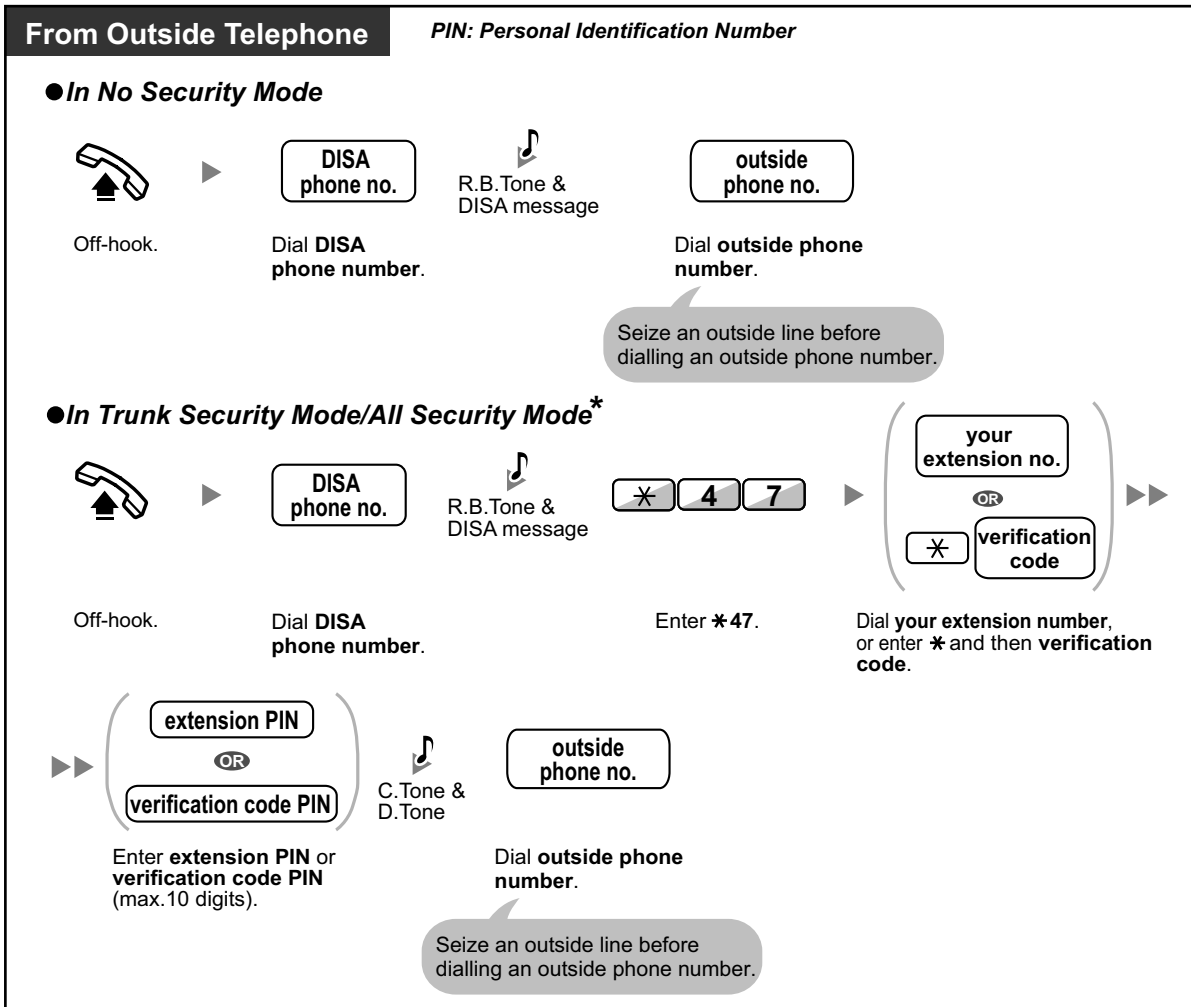 From Outside Telephone
PIN: Personal Identification Number
●In No Security Mode
DISA
phone no.
R.B.Tone &
DISA message
outside
phone no.
Off-hook.
Dial DISA
phone number.
Dial outside phone
number.
Seize an outside line before
dialling an outside phone number.
●In Trunk Security Mode/All Security Mode*
DISA
phone no.
R.B.Tone &
DISA message
* 4 7
your
extension no.
OR
* verification
code
Off-hook.
Dial DISA
phone number.
Enter *47.
Dial your extension number,
or enter * and then verification
code.
extension PIN
OR
verification code PIN
C.Tone &
D.Tone
outside
phone no.
Enter extension PIN or
verification code PIN
(max.10 digits).
Dial outside phone
number.
Seize an outside line before
dialling an outside phone number.